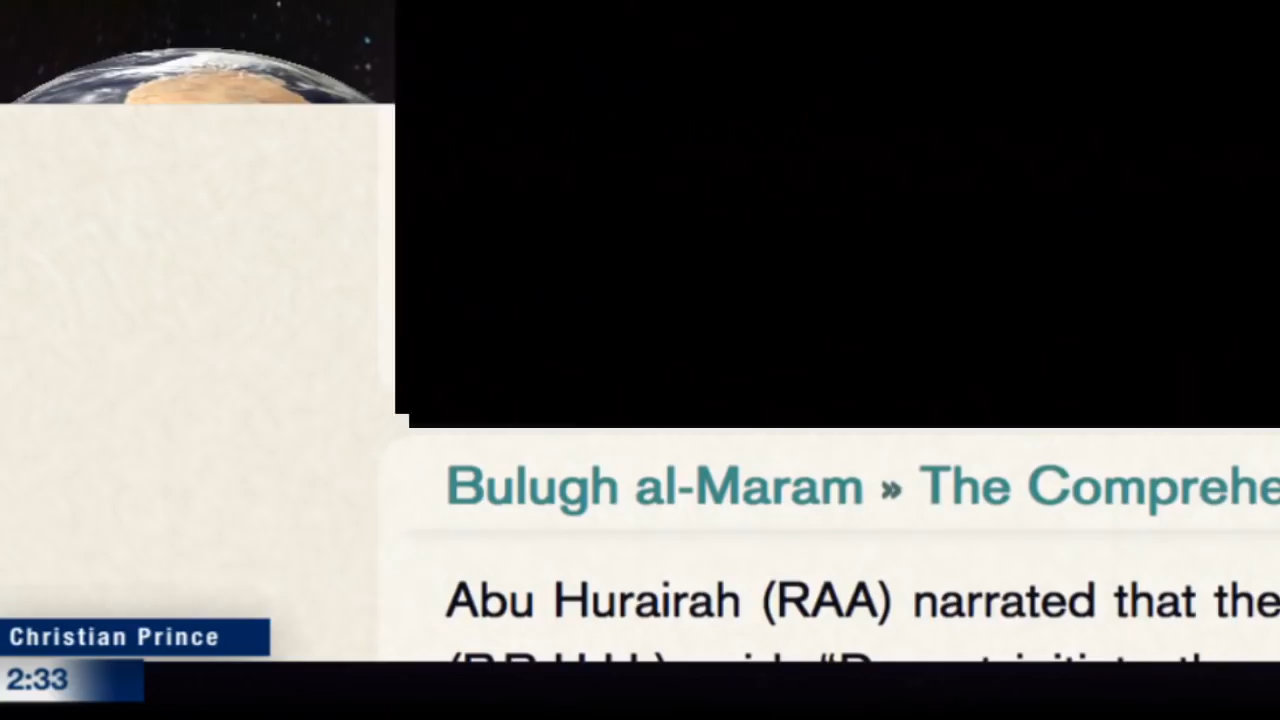 Bulugh al-Maram » The Comprehe
Abu Hurairah (RAA) narrated that the
Christian Prince
2:33